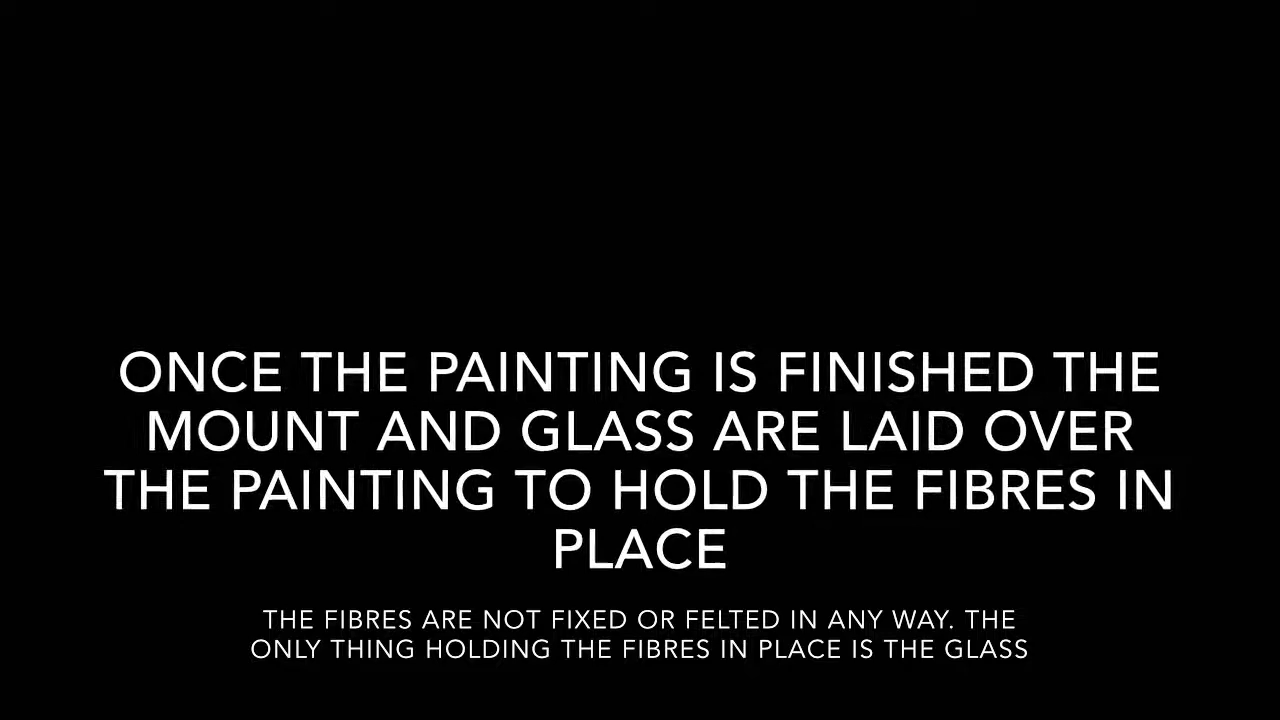 ONCE THE PAINTING IS FINISHED THE
MOUNT AND GLASS ARE LAID OVER
THE PAINTING TO HOLD THE FIBRES IN
PLACE
THE FIBRES ARE NOT FIXED OR FELTED IN ANY WAY. THE
ONLY THING HOLDING THE FIBRES IN PLACE IS THE GLASS